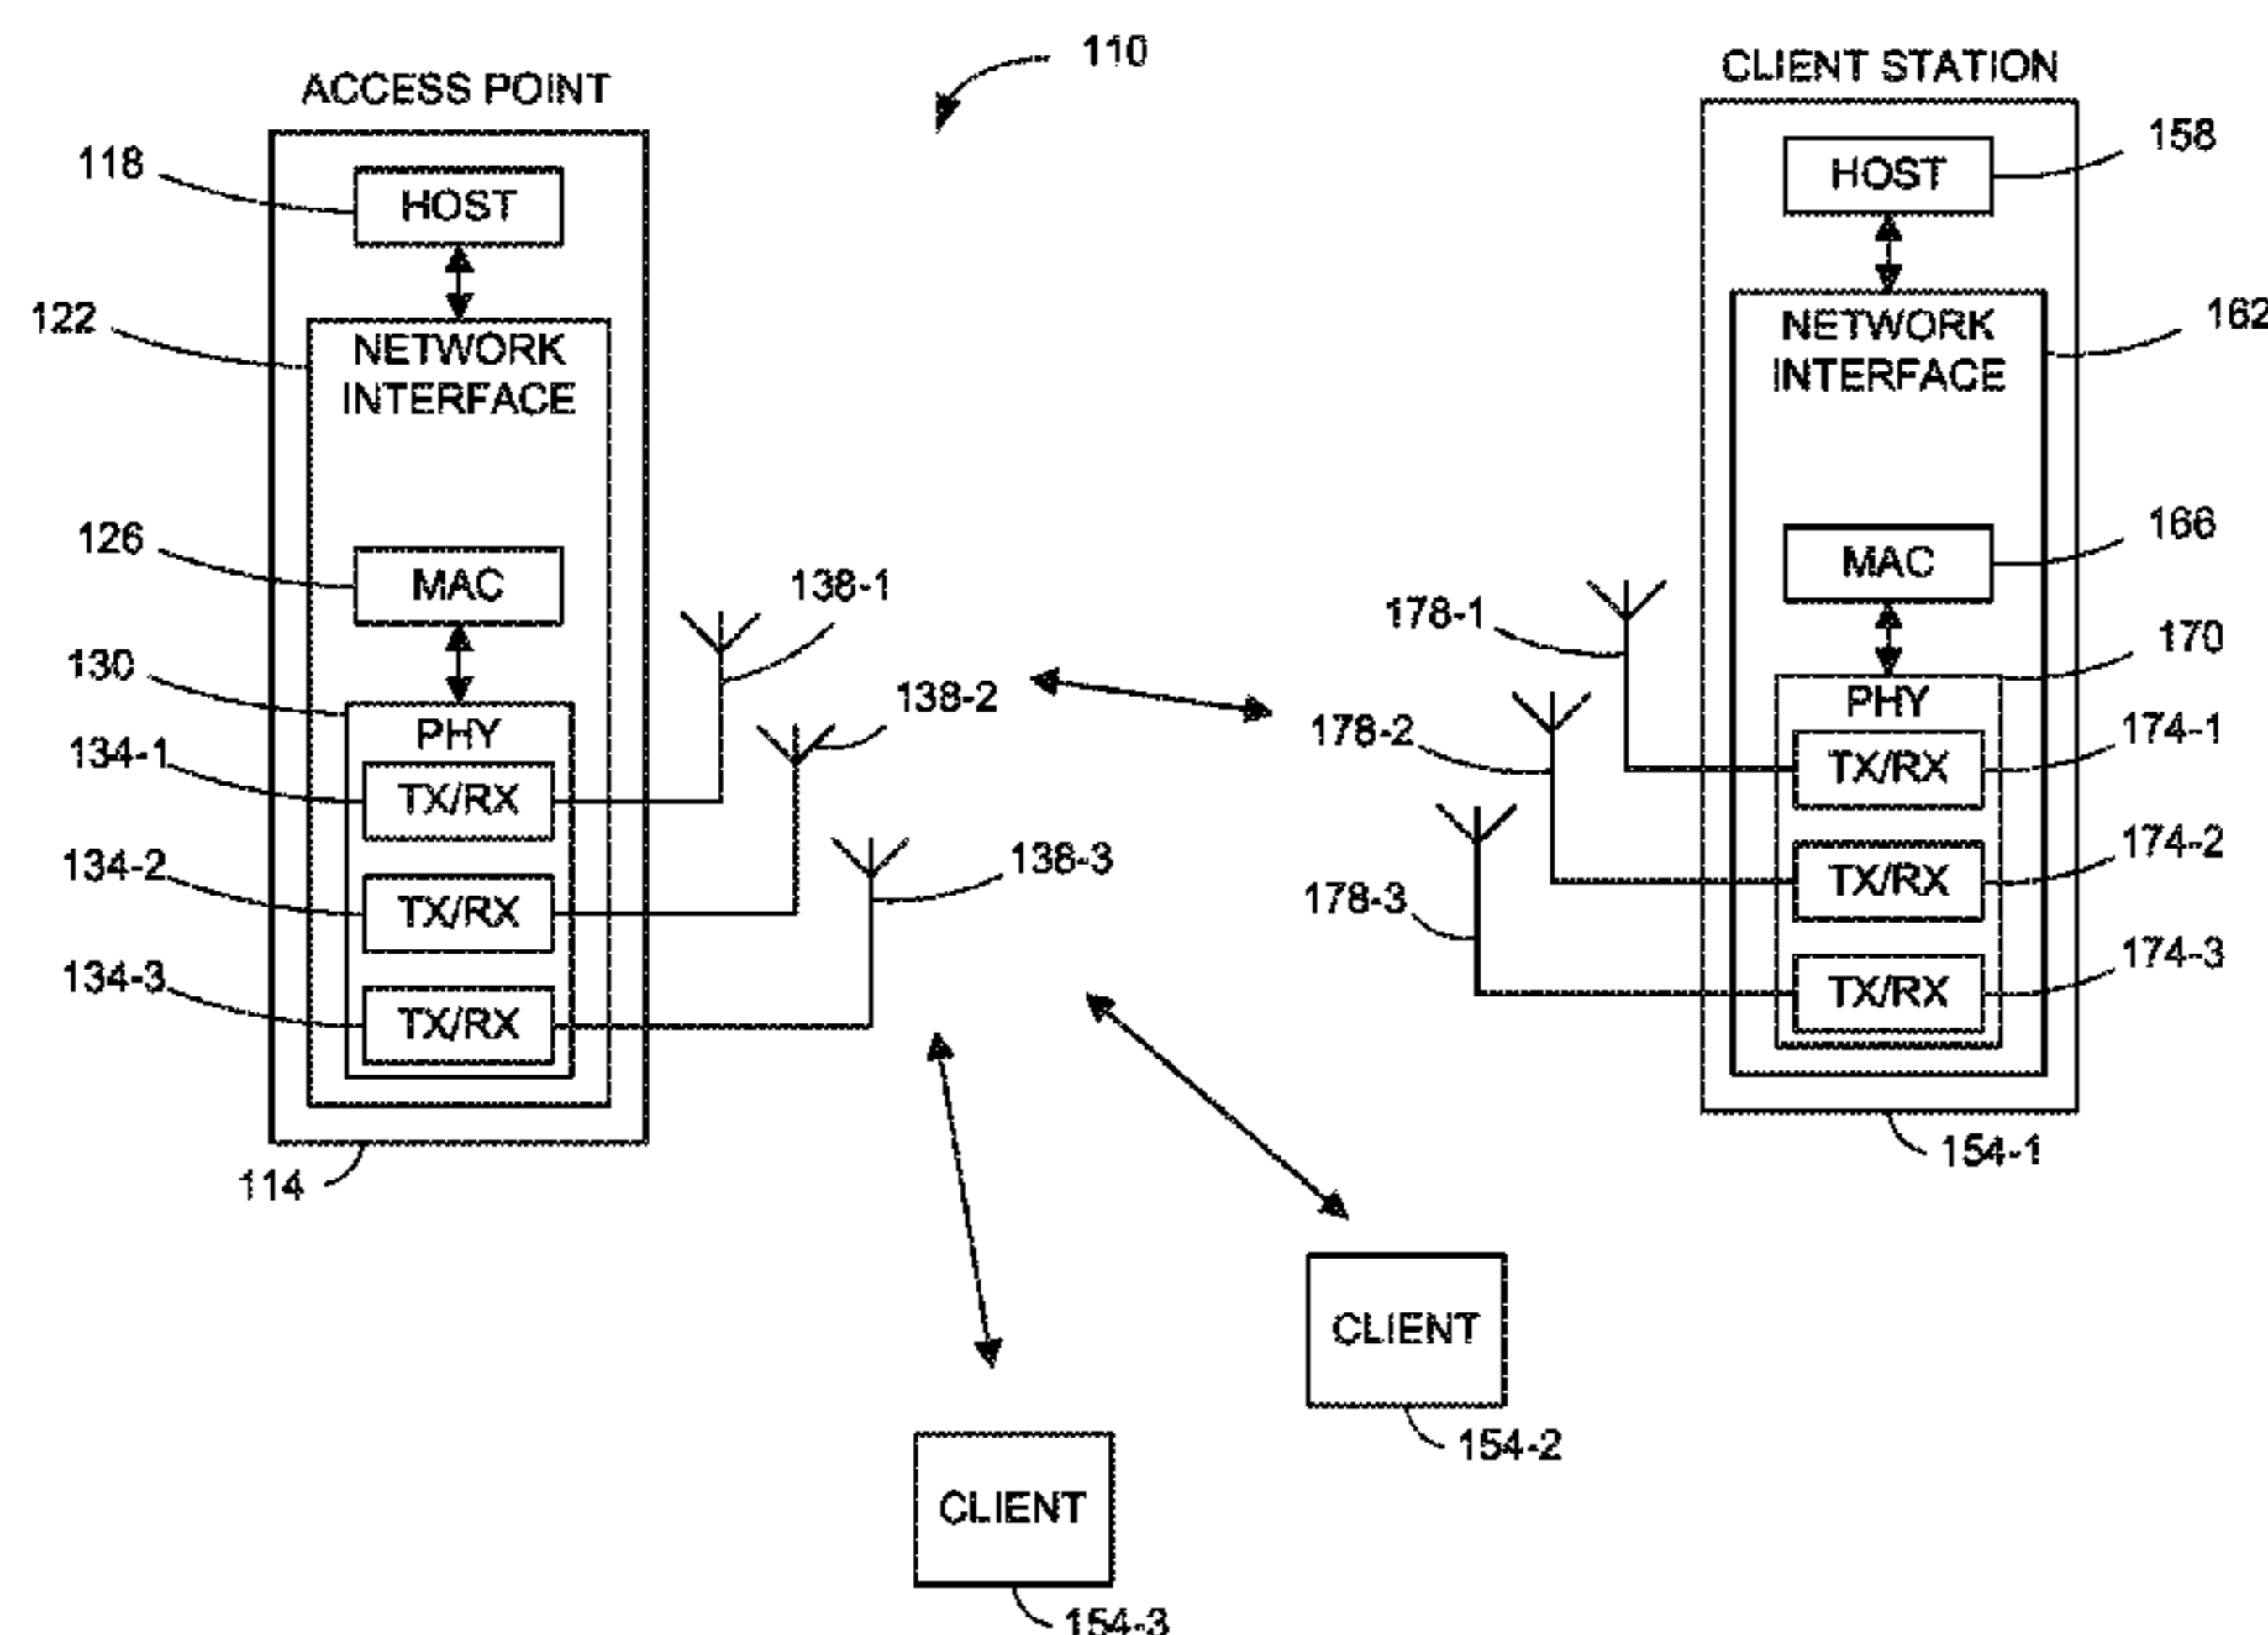 110
ACCESS POINT
118
HOST
122
NETWORK
INTERFACE
126
MAC
138-1
130
PHY
138-2
134-1
TX/RX
134-2
TX/RX
138-3
134-3
TX/RX
114
CLIENT STATION
158
HOST
162
NETWORK
INTERFACE
166
MAC
178-1
170
PHY
178-2
174-1
TX/RX
174-2
TX/RX
178-3
174-3
TX/RX
154-1
CLIENT
154-2
CLIENT
154-3